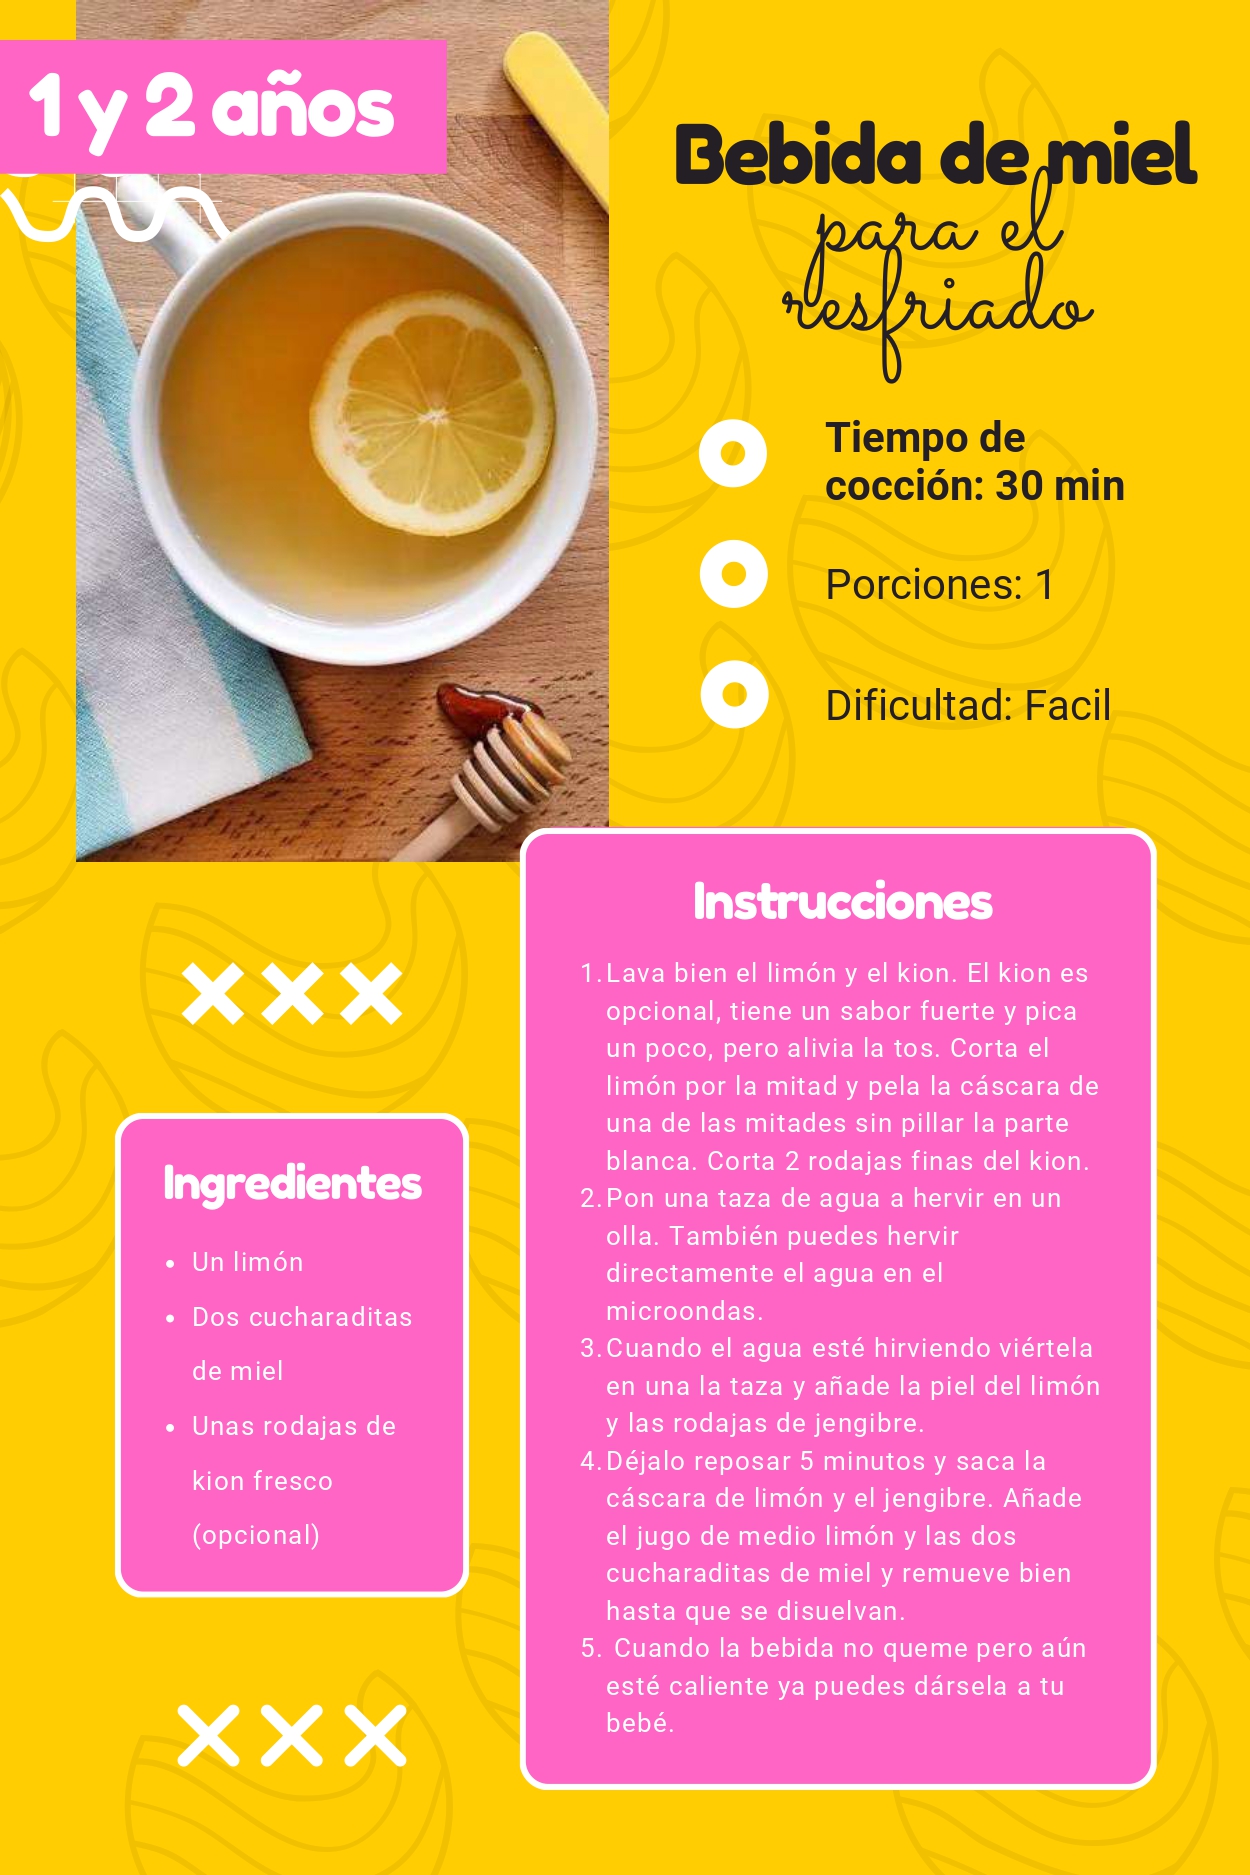 1 y 2 años
Bebida de miel
para el
resfriado
Tiempo de
cocción: 30 min
Porciones: 1
Dificultad: Facil
Instrucciones
1. Lava bien el limón y el kion. El kion es
opcional, tiene un sabor fuerte y pica
un poco, pero alivia la tos. Corta el
limón por la mitad y pela la cáscara de
una de las mitades sin pillar la parte
blanca. Corta 2 rodajas finas del kion.
2. Pon una taza de agua a hervir en un
olla. También puedes hervir
directamente el agua en el
microondas.
3. Cuando el agua esté hirviendo viértela
en una la taza y añade la piel del limón
y las rodajas de jengibre.
4. Déjalo reposar 5 minutos y saca la
cáscara de limón y el jengibre. Añade
el jugo de medio limón y las dos
cucharaditas de miel y remueve bien
hasta que se disuelvan.
5. Cuando la bebida no queme pero aún
esté caliente ya puedes dársela a tu
bebé.
Ingredientes
• Un limón
• Dos cucharaditas
de miel
• Unas rodajas de
kion fresco
(opcional)